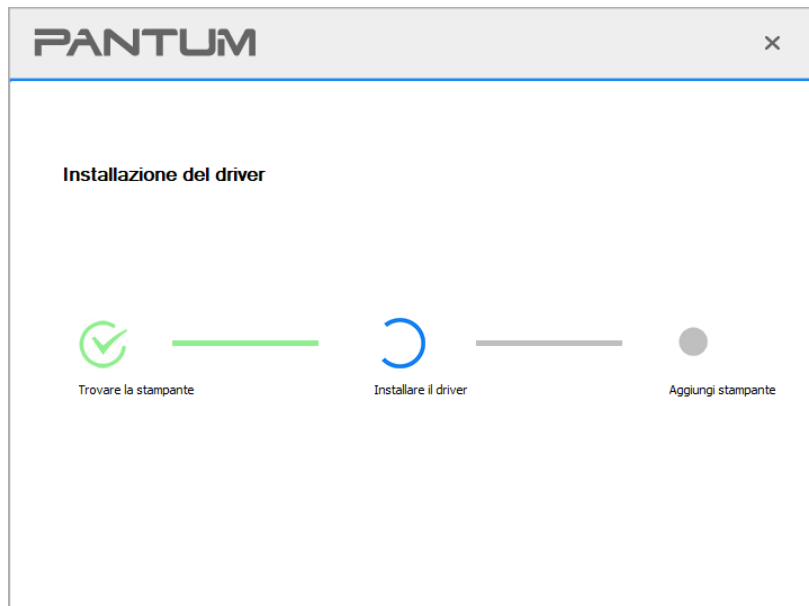 PANTUM
Installazione del driver
Trovare la stampante
Installare il driver
Aggiungi stampante